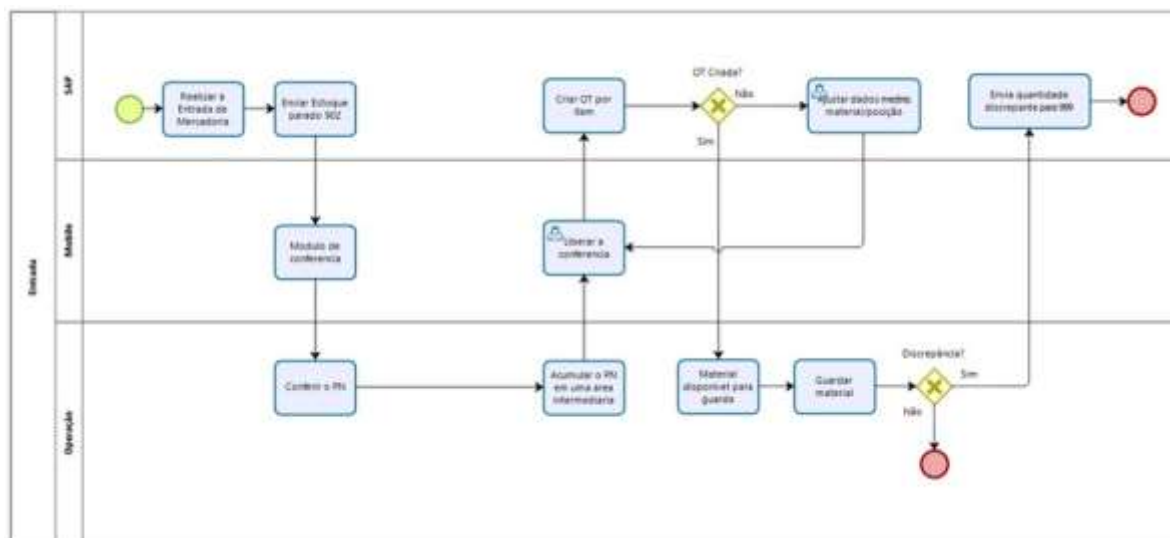 Entrada
SAP
Realizar a
Entrada de
Mercadoria
Enviar Estoque
parado 902
Criar OT por
item
OT Criada?
Não
Sim
Ajustar dados mestres
material/posição
Envia quantidade
discrepante para 999
Mobile
Modulo de
conferencia
Liberar a
conferencia
Operação
Conferir o PN
Acumular o PN
em uma area
intermediaria
Material
disponivel para
guarda
Guardar
material
Discrepância?
Sim
Não